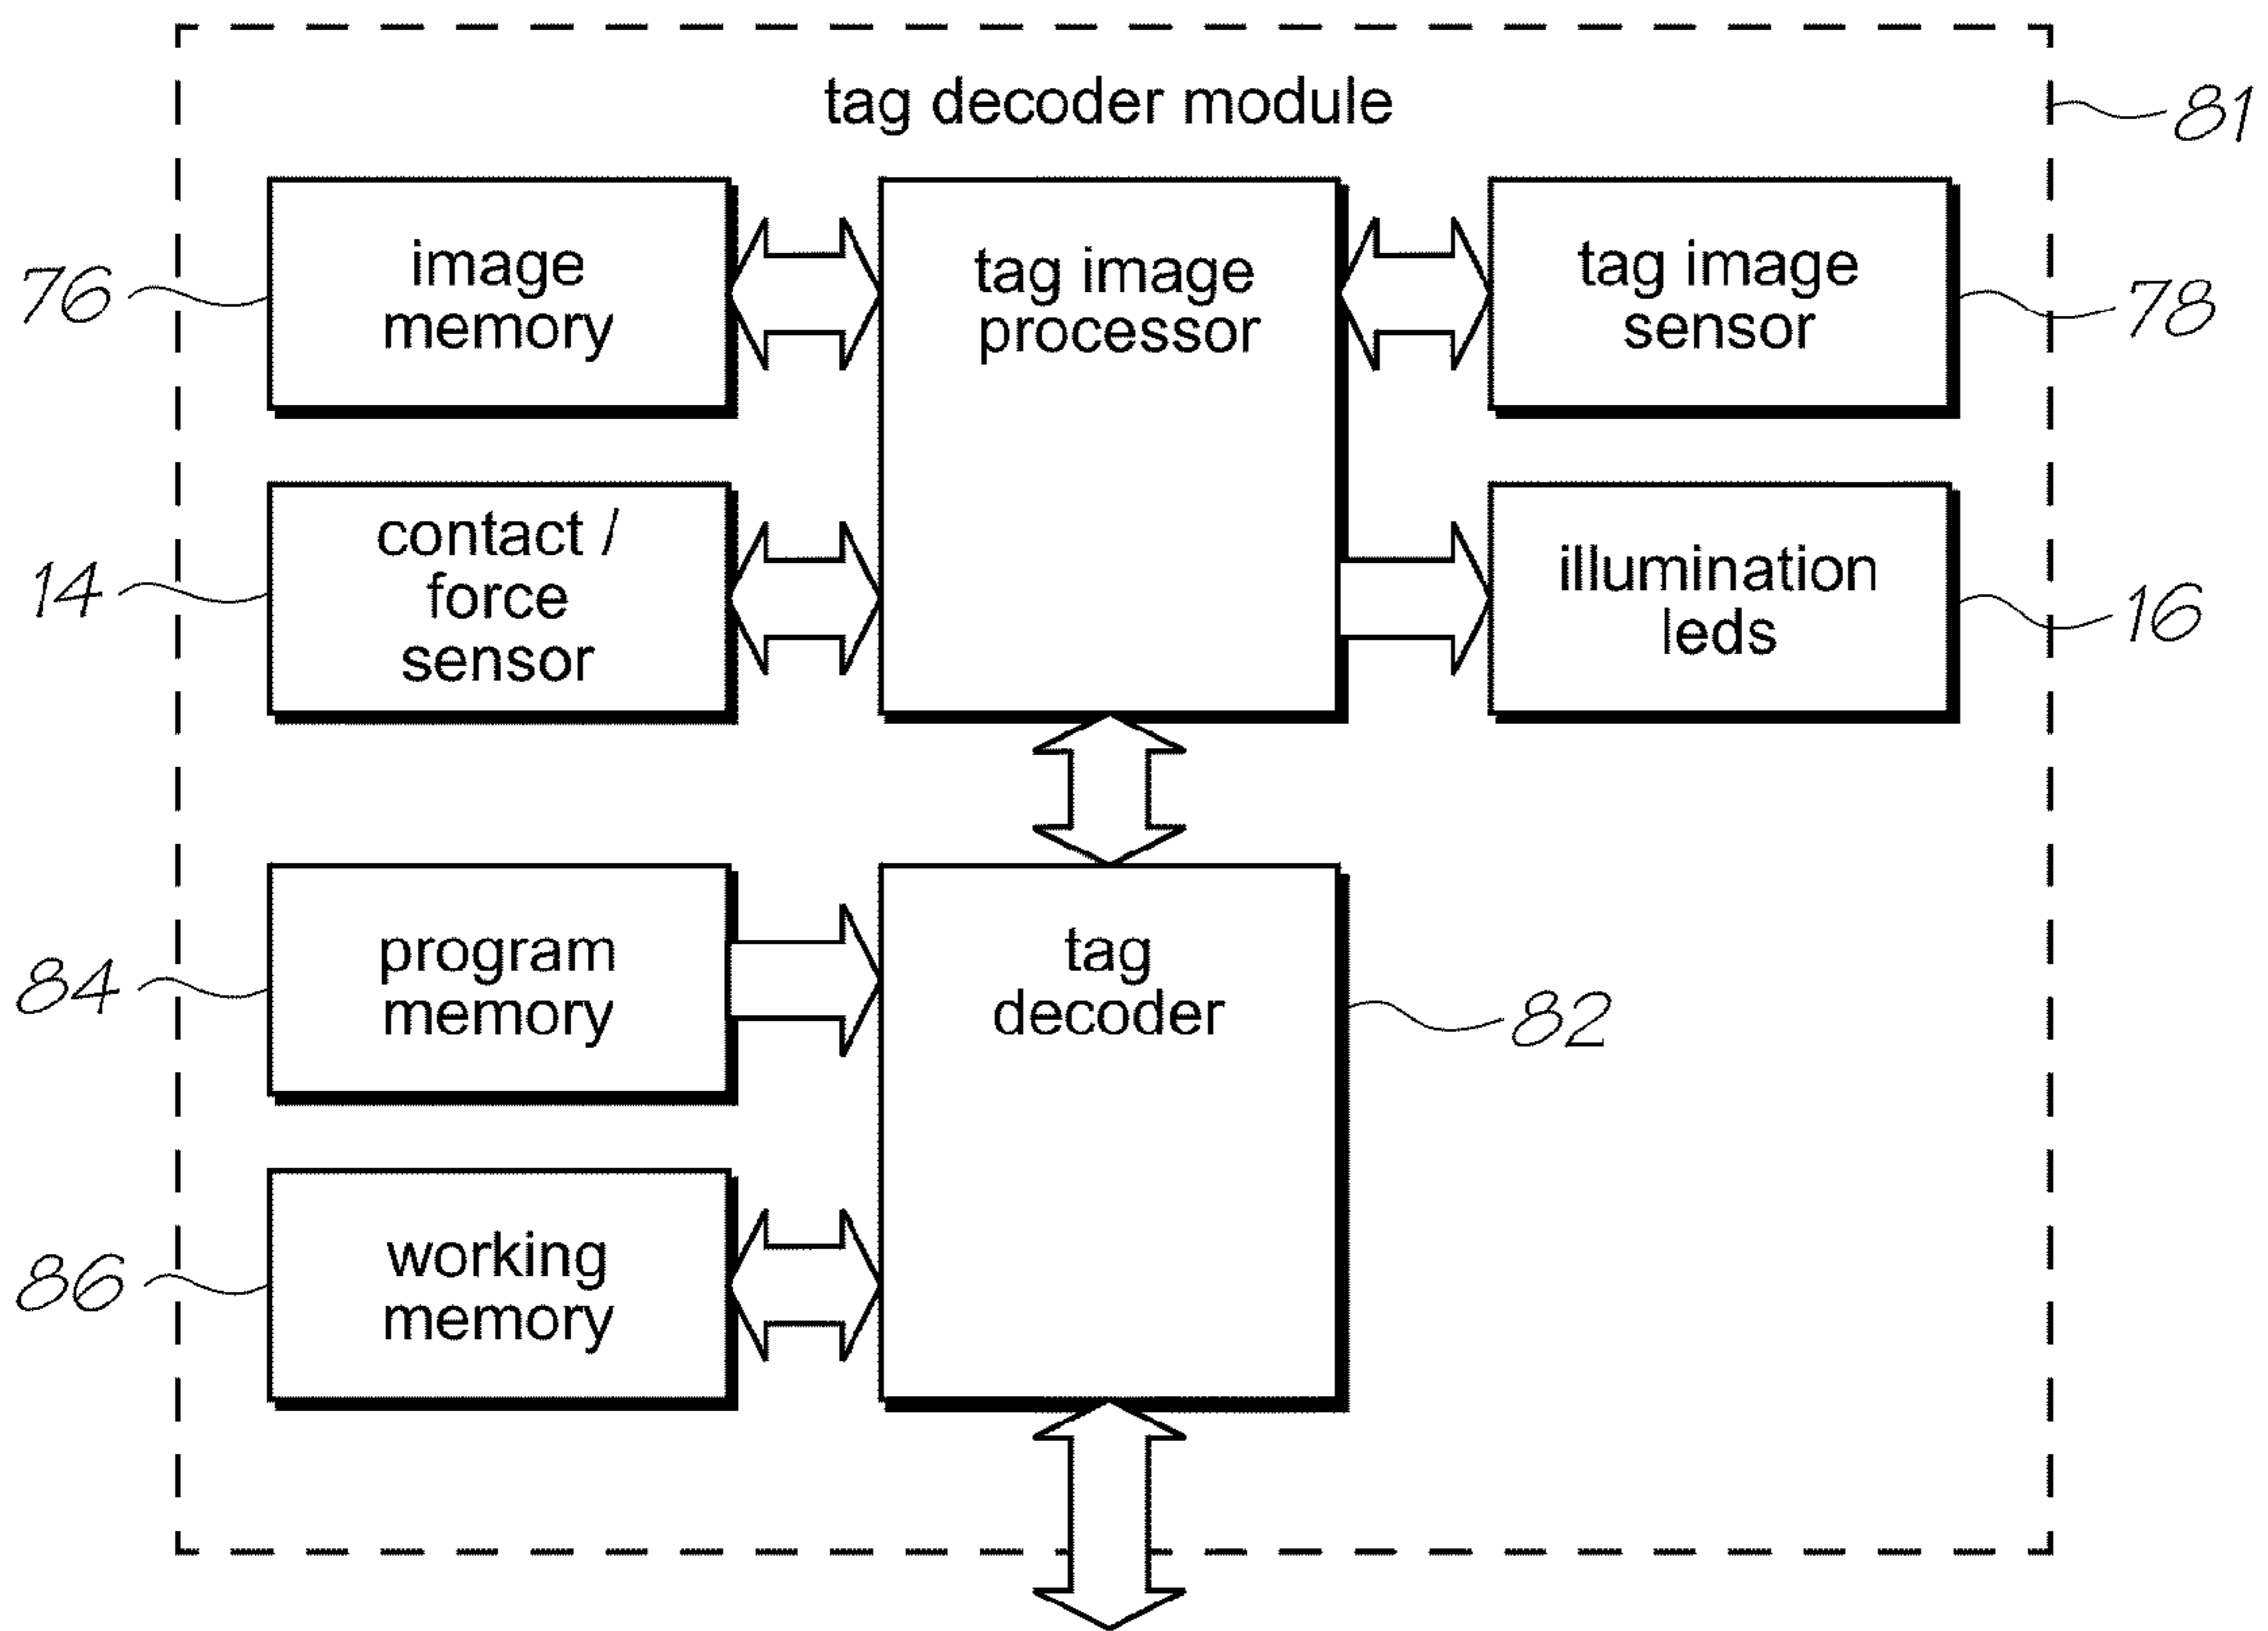 tag decoder module
81
76
image
memory
tag image
processor
tag image
sensor
78
14
contact /
force
sensor
illumination
leds
16
84
program
memory
tag
decoder
82
86
working
memory